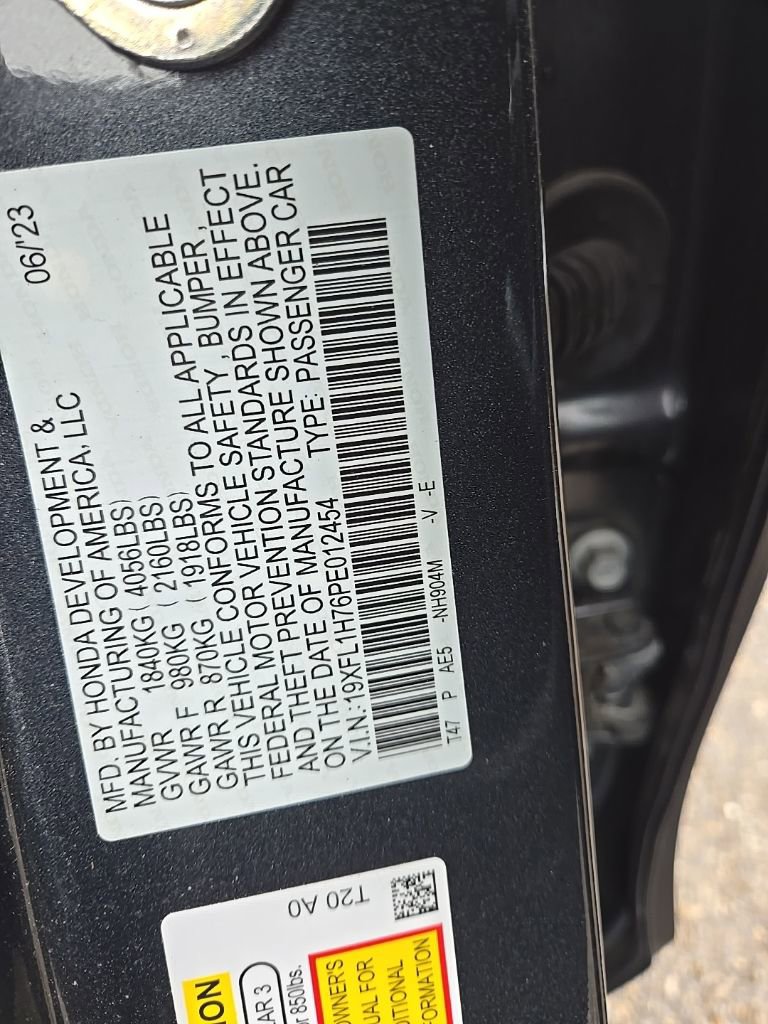 06/'23
MFD. BY HONDA DEVELOPMENT &
MANUFACTURING OF AMERICA, LLC
GVWR 1840KG ( 4056LBS)
GAWR F 980KG ( 2160LBS)
GAWR R 870KG ( 1918LBS)
THIS VEHICLE CONFORMS TO ALL APPLICABLE
FEDERAL MOTOR VEHICLE SAFETY, BUMPER,
AND THEFT PREVENTION STANDARDS IN EFFECT
ON THE DATE OF MANUFACTURE SHOWN ABOVE.
V.I.N.: 19XFL1H76PE012454 TYPE: PASSENGER CAR
T47 P AE5 -NH904M -V -E
T20 A0
850lbs.